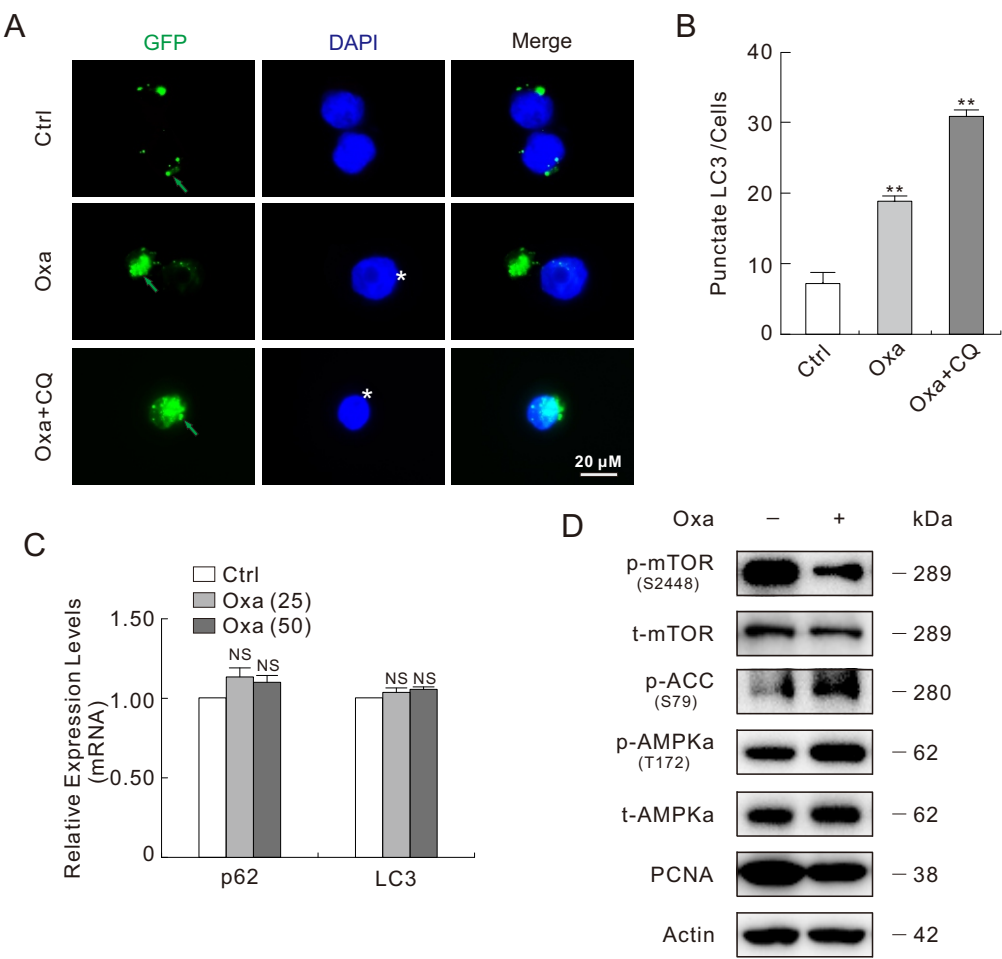 A
GFP DAPI Merge
Ctrl
Oxa
*
Oxa+CQ
*
20 μM
B
Punctate LC3 /Cells
40
30
20
10
0
**
**
Ctrl Oxa Oxa+CQ
C
Ctrl
Oxa (25)
Oxa (50)
Relative Expression Levels
(mRNA)
1.50
1.00
0.50
0
NS NS NS NS
p62 LC3
D
Oxa – + kDa
p-mTOR
(S2448)
– 289
t-mTOR – 289
p-ACC
(S79)
– 280
p-AMPKa
(T172)
– 62
t-AMPKa – 62
PCNA – 38
Actin – 42